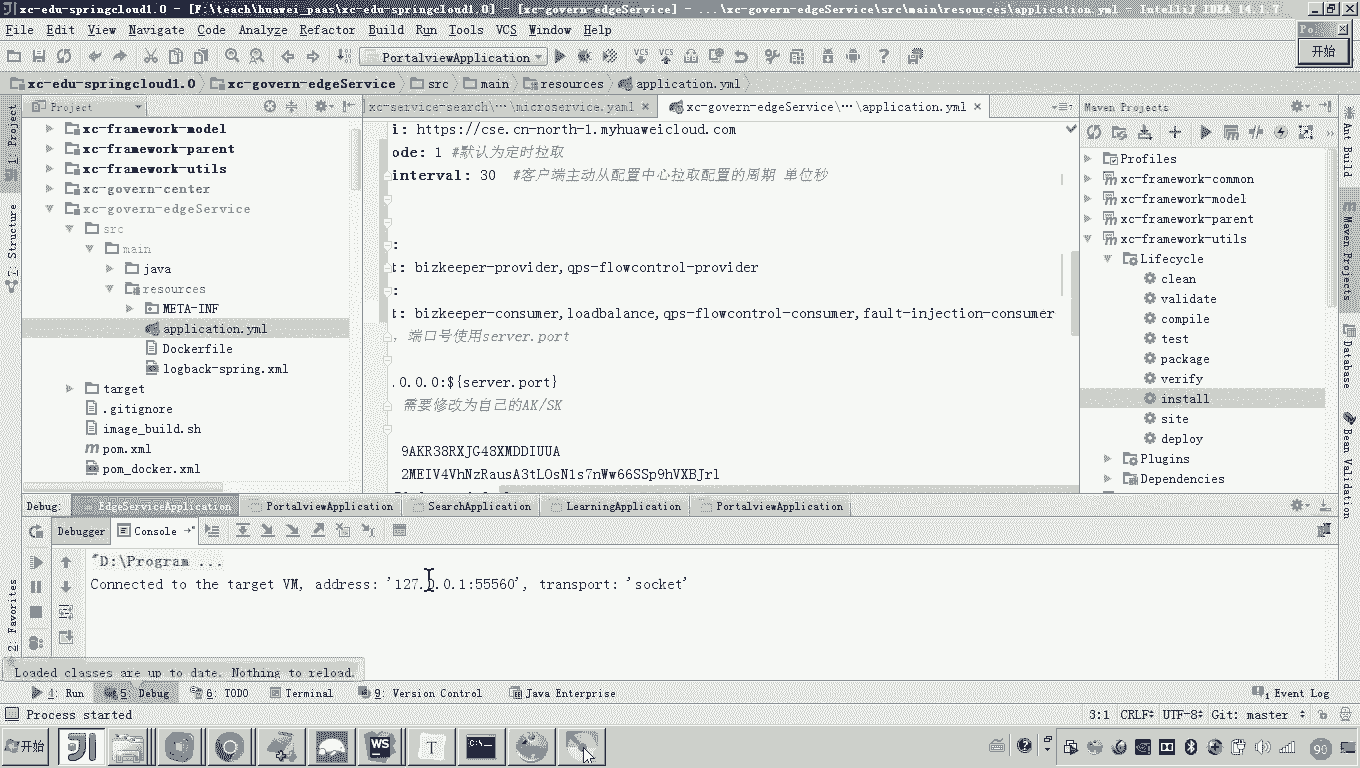 xc-edu-springcloud1.0 - [F:\teach\huawei_paas\xc-edu-springcloud1.0] - [xc-govern-edgeService] - ...\xc-govern-edgeService\src\main\resources\application.yml - IntelliJ IDEA 14.1.7
File Edit View Navigate Code Analyze Refactor Build Run Tools VCS Window Help
开始
PortalviewApplication
xc-edu-springcloud1.0 xc-govern-edgeService src main resources application.yml
Project
xc-service-search\···\microservice.yaml
xc-govern-edgeService\···\application.yml
Maven Projects
1: Project
7: Structure
2: Favorites
xc-framework-model
xc-framework-parent
xc-framework-utils
xc-govern-center
xc-govern-edgeService
src
main
java
resources
META-INF
application.yml
Dockerfile
logback-spring.xml
target
.gitignore
image_build.sh
pom.xml
pom_docker.xml
i: https://cse.cn-north-1.myhuaweicloud.com
ode: 1 #默认为定时拉取
interval: 30 #客户端主动从配置中心拉取配置的周期 单位秒
:
t: bizkeeper-provider,qps-flowcontrol-provider
:
t: bizkeeper-consumer,loadbalance,qps-flowcontrol-consumer,fault-injection-consumer
，端口号使用server.port
.0.0.0:${server.port}
需要修改为自己的AK/SK
9AKR38RXJG48XMDDIUUA
2MEIV4VhNzRausA3tLOsN1s7nWw66SSp9hVXBJrl
Profiles
xc-framework-common
xc-framework-model
xc-framework-parent
xc-framework-utils
Lifecycle
clean
validate
compile
test
package
verify
install
site
deploy
Plugins
Dependencies
Ant Build
Maven Projects
Database
Bean Validation
Debug: EdgeServiceApplication PortalviewApplication SearchApplication LearningApplication PortalviewApplication
Debugger Console
"D:\Program ...
Connected to the target VM, address: '127.0.0.1:55560', transport: 'socket'
Loaded classes are up to date. Nothing to reload.
4: Run 5: Debug 6: TODO Terminal 9: Version Control Java Enterprise
1 Event Log
Process started
3:1 CRLF UTF-8 Git: master
开始
90